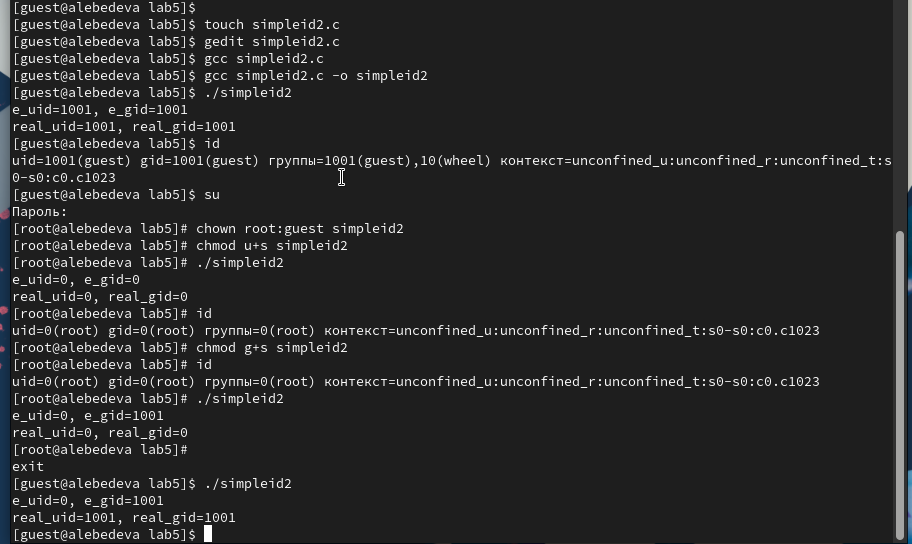 [guest@alebedeva lab5]$
[guest@alebedeva lab5]$ touch simpleid2.c
[guest@alebedeva lab5]$ gedit simpleid2.c
[guest@alebedeva lab5]$ gcc simpleid2.c
[guest@alebedeva lab5]$ gcc simpleid2.c -o simpleid2
[guest@alebedeva lab5]$ ./simpleid2
e_uid=1001, e_gid=1001
real_uid=1001, real_gid=1001
[guest@alebedeva lab5]$ id
uid=1001(guest) gid=1001(guest) группы=1001(guest),10(wheel) контекст=unconfined_u:unconfined_r:unconfined_t:s
0-s0:c0.c1023
[guest@alebedeva lab5]$ su
Пароль:
[root@alebedeva lab5]# chown root:guest simpleid2
[root@alebedeva lab5]# chmod u+s simpleid2
[root@alebedeva lab5]# ./simpleid2
e_uid=0, e_gid=0
real_uid=0, real_gid=0
[root@alebedeva lab5]# id
uid=0(root) gid=0(root) группы=0(root) контекст=unconfined_u:unconfined_r:unconfined_t:s0-s0:c0.c1023
[root@alebedeva lab5]# chmod g+s simpleid2
[root@alebedeva lab5]# id
uid=0(root) gid=0(root) группы=0(root) контекст=unconfined_u:unconfined_r:unconfined_t:s0-s0:c0.c1023
[root@alebedeva lab5]# ./simpleid2
e_uid=0, e_gid=1001
real_uid=0, real_gid=0
[root@alebedeva lab5]#
exit
[guest@alebedeva lab5]$ ./simpleid2
e_uid=0, e_gid=1001
real_uid=1001, real_gid=1001
[guest@alebedeva lab5]$